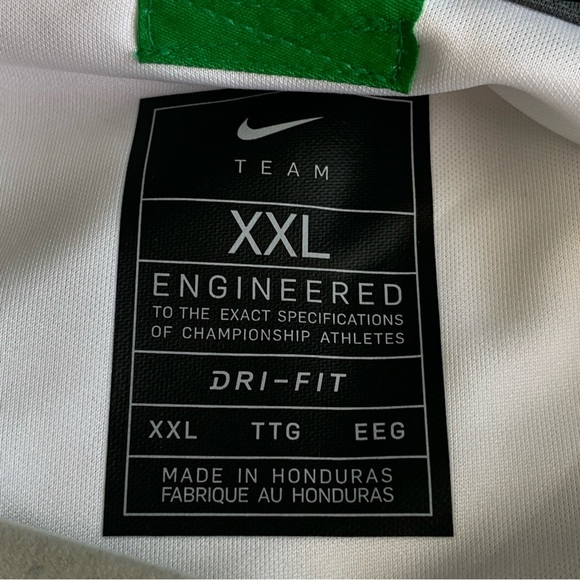 TEAM
XXL
ENGINEERED
TO THE EXACT SPECIFICATIONS
OF CHAMPIONSHIP ATHLETES
DRI-FIT
XXL TTG EEG
MADE IN HONDURAS
FABRIQUE AU HONDURAS